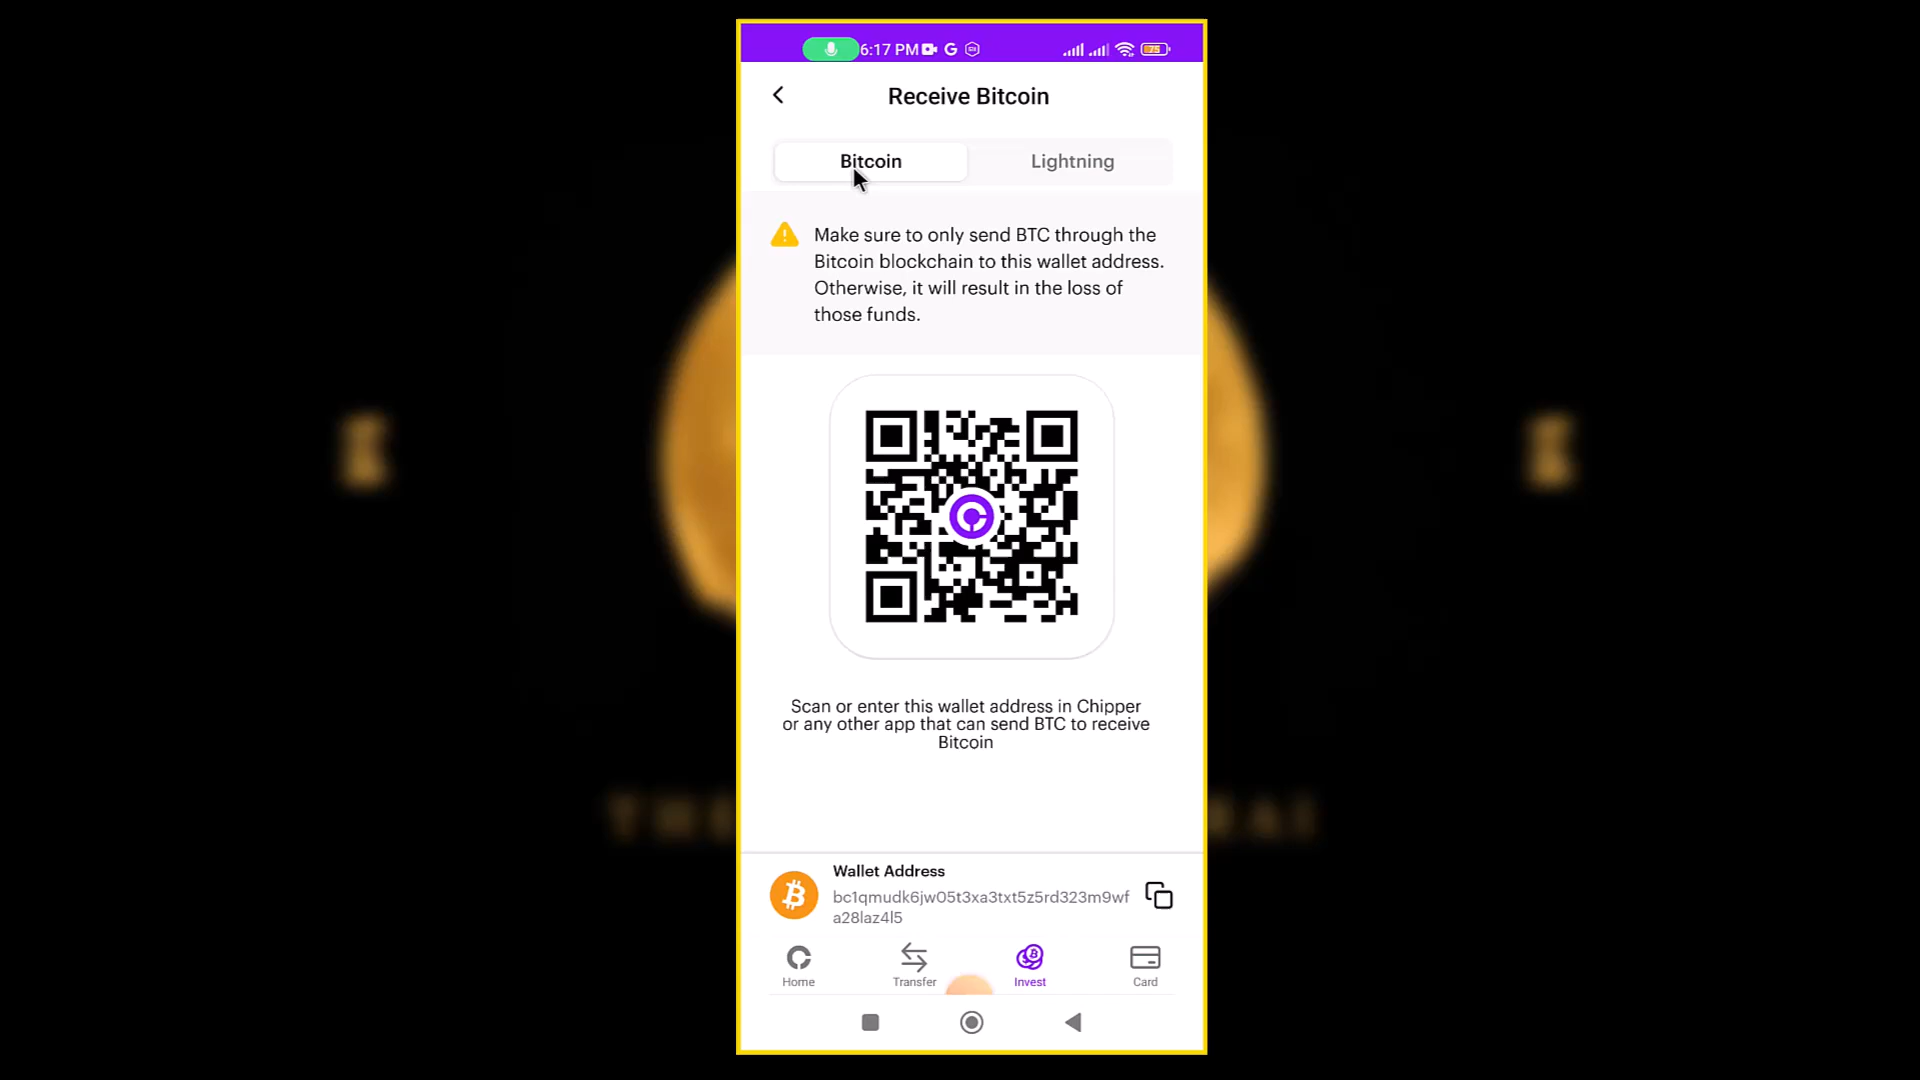 6:17 PM
75
Receive Bitcoin
Bitcoin
Lightning
Make sure to only send BTC through the
Bitcoin blockchain to this wallet address.
Otherwise, it will result in the loss of
those funds.
Scan or enter this wallet address in Chipper
or any other app that can send BTC to receive
Bitcoin
Wallet Address
bc1qmudk6jw05t3xa3txt5z5rd323m9wf
a28laz4l5
Home
Transfer
Invest
Card